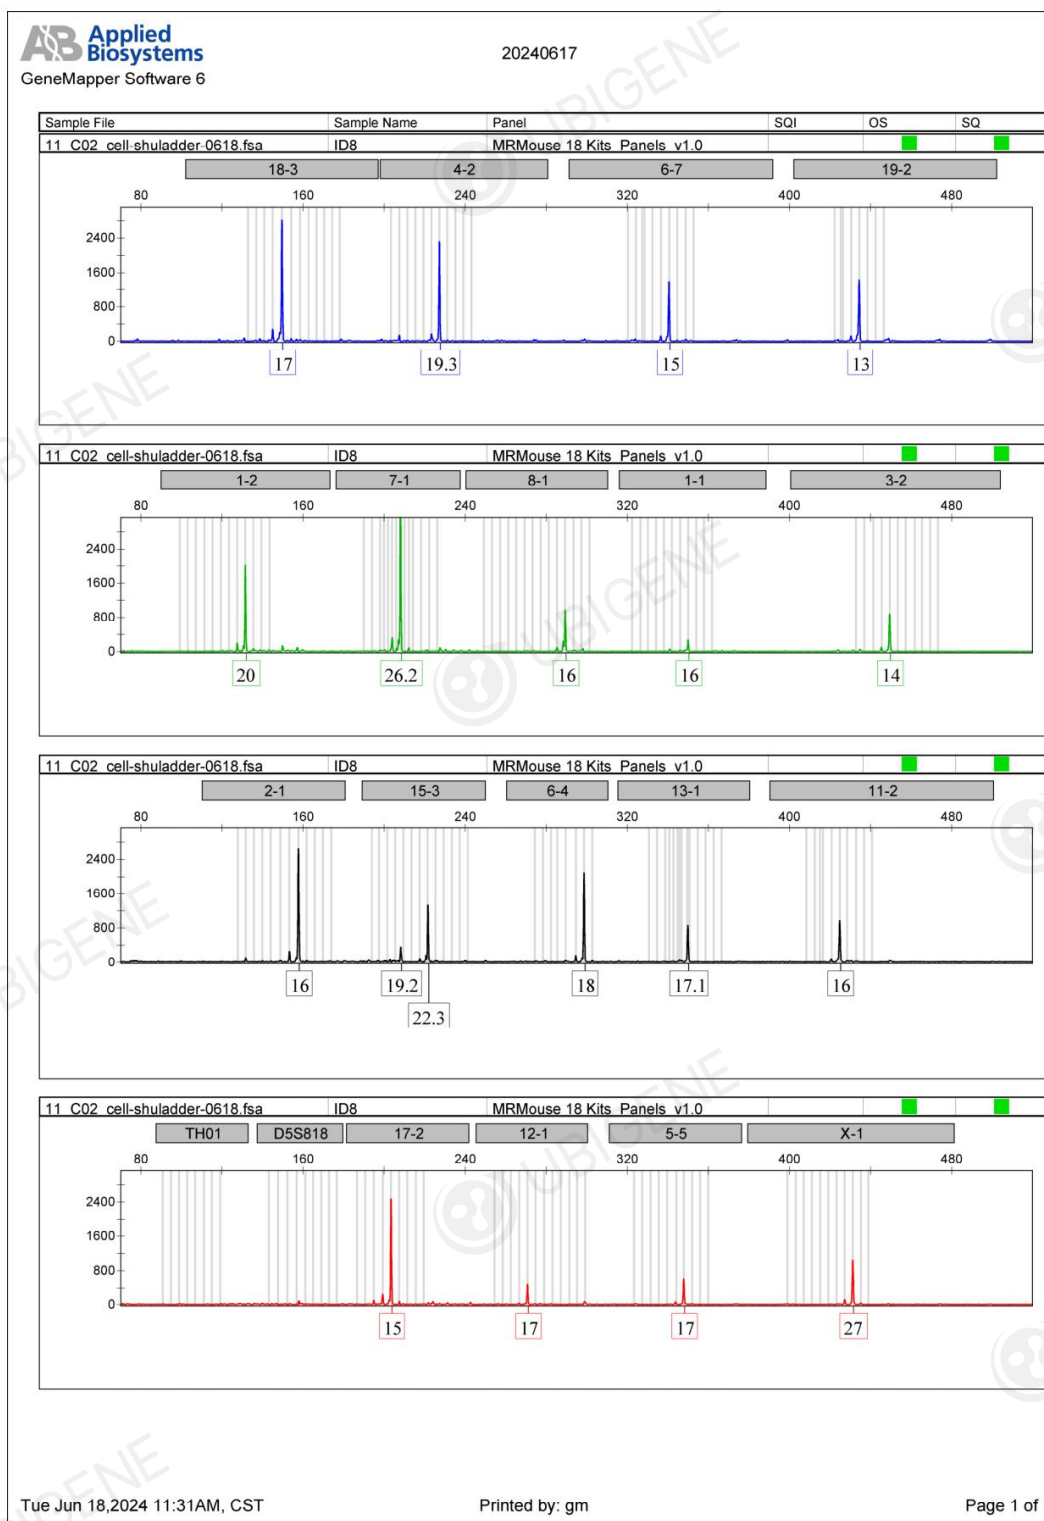 AB Applied Biosystems
GeneMapper Software 6
20240617
Sample File Sample Name Panel SQI OS SQ
11_C02_cell-shuladder-0618.fsa ID8 MRMouse 18 Kits_Panels_v1.0
18-3 4-2 6-7 19-2
80 160 240 320 400 480
2400
1600
800
0
17 19.3 15 13
11_C02_cell-shuladder-0618.fsa ID8 MRMouse 18 Kits_Panels_v1.0
1-2 7-1 8-1 1-1 3-2
80 160 240 320 400 480
2400
1600
800
0
20 26.2 16 16 14
11_C02_cell-shuladder-0618.fsa ID8 MRMouse 18 Kits_Panels_v1.0
2-1 15-3 6-4 13-1 11-2
80 160 240 320 400 480
2400
1600
800
0
16 19.2 18 17.1 16
22.3
11_C02_cell-shuladder-0618.fsa ID8 MRMouse 18 Kits_Panels_v1.0
TH01 D5S818 17-2 12-1 5-5 X-1
80 160 240 320 400 480
2400
1600
800
0
15 17 17 27
Tue Jun 18,2024 11:31AM, CST Printed by: gm Page 1 of
UBIGENE
UBIGENE
UBIGENE
UBIGENE
UBIGENE
UBIGENE
UBIGENE